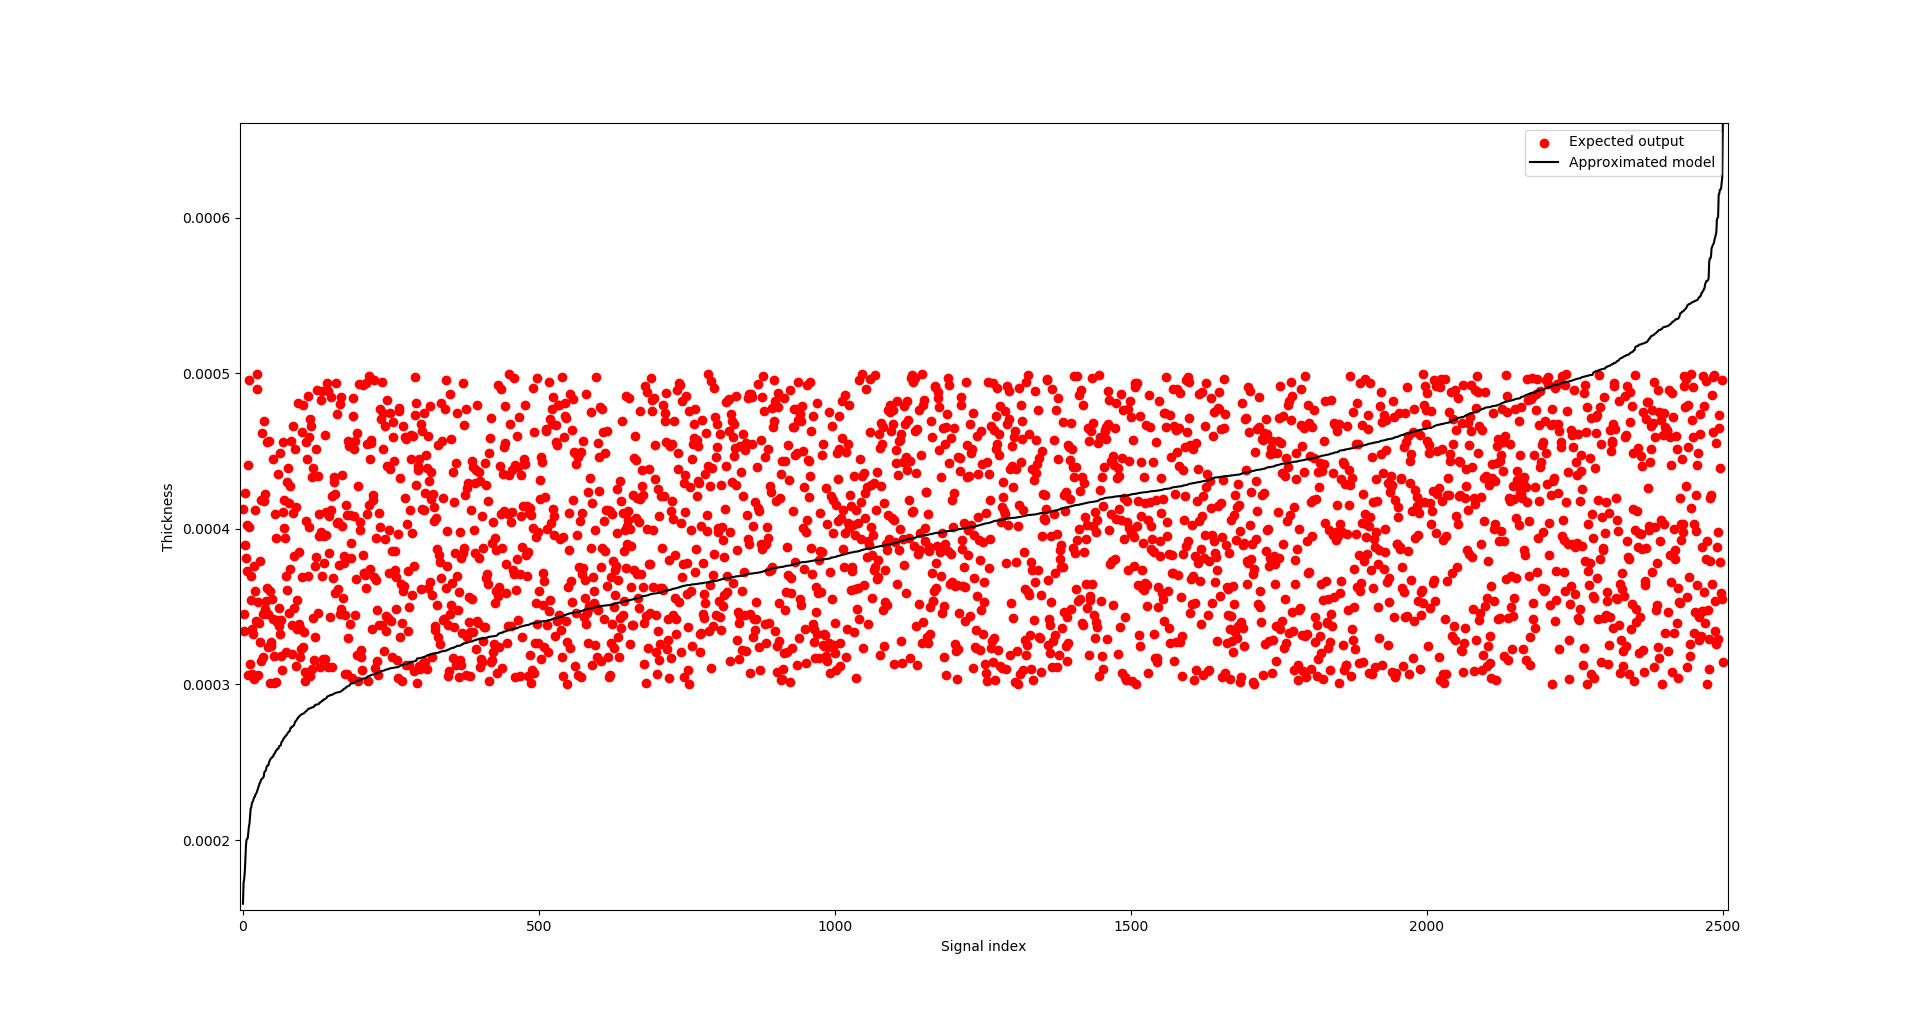 Expected output
Approximated model
0.0006
0.0005
0.0004
0.0003
0.0002
Thickness
0 500 1000 1500 2000 2500
Signal index